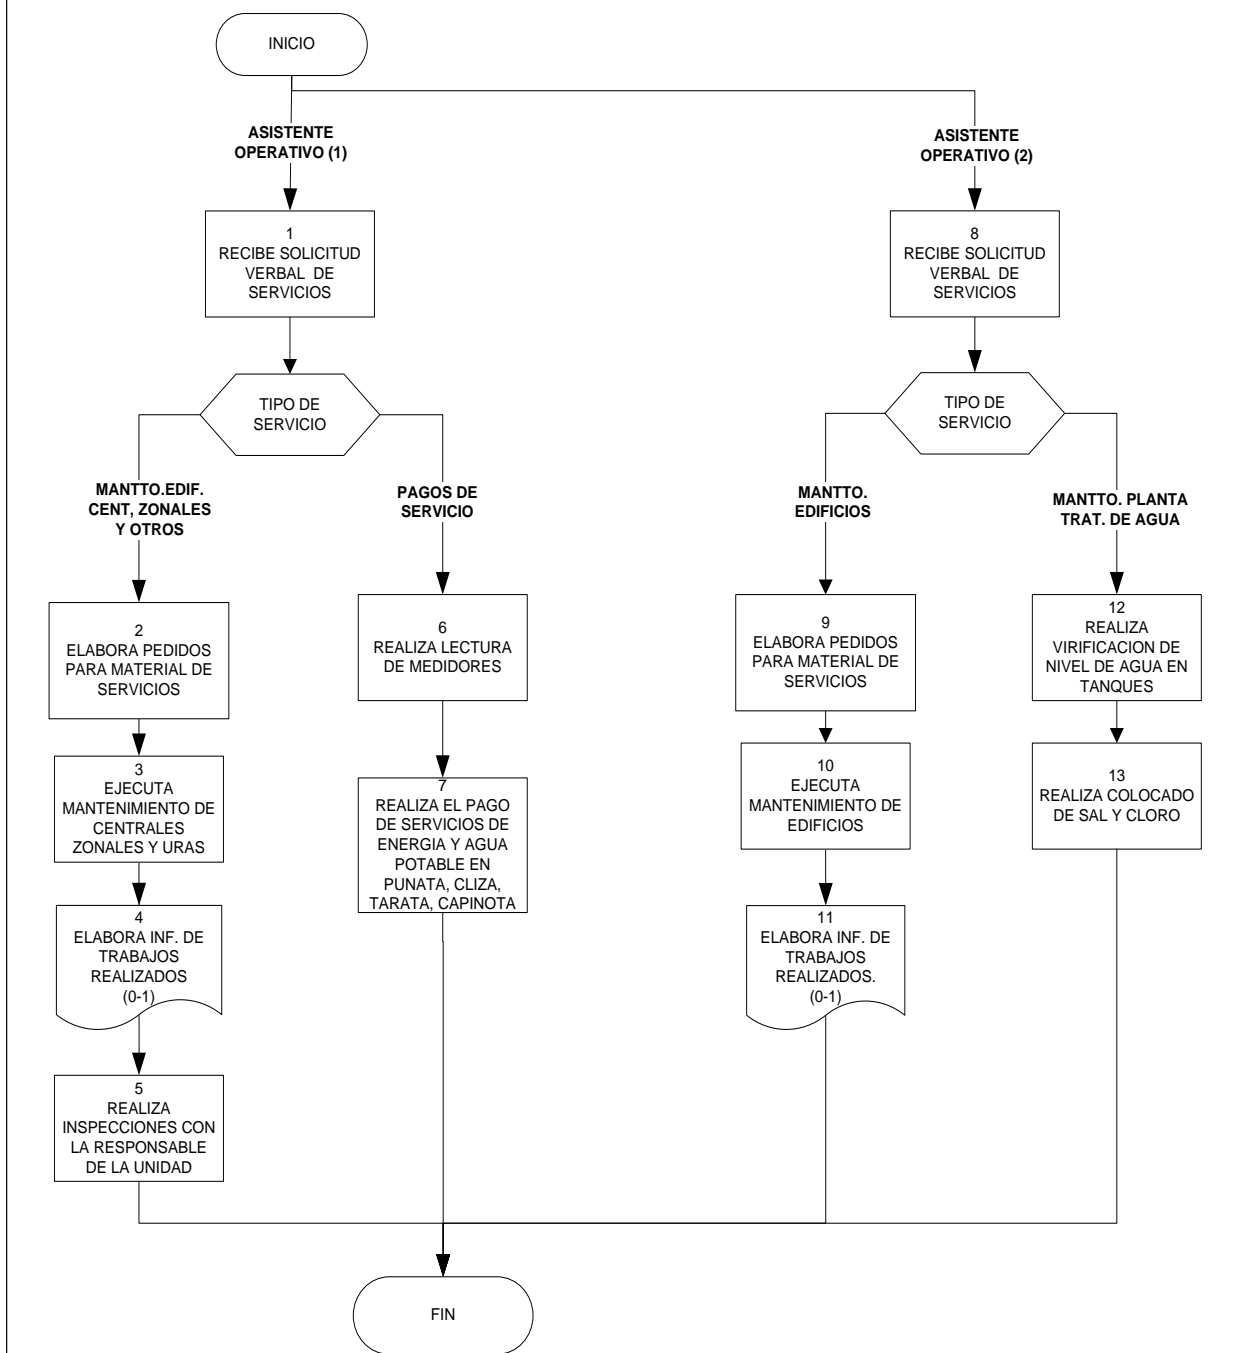 INICIO
ASISTENTE
OPERATIVO (1)
ASISTENTE
OPERATIVO (2)
1
RECIBE SOLICITUD
VERBAL DE
SERVICIOS
8
RECIBE SOLICITUD
VERBAL DE
SERVICIOS
TIPO DE
SERVICIO
TIPO DE
SERVICIO
MANTTO.EDIF.
CENT, ZONALES
Y OTROS
PAGOS DE
SERVICIO
MANTTO.
EDIFICIOS
MANTTO. PLANTA
TRAT. DE AGUA
2
ELABORA PEDIDOS
PARA MATERIAL DE
SERVICIOS
6
REALIZA LECTURA
DE MEDIDORES
9
ELABORA PEDIDOS
PARA MATERIAL DE
SERVICIOS
12
REALIZA
VIRIFICACION DE
NIVEL DE AGUA EN
TANQUES
3
EJECUTA
MANTENIMIENTO DE
CENTRALES
ZONALES Y URAS
7
REALIZA EL PAGO
DE SERVICIOS DE
ENERGIA Y AGUA
POTABLE EN
PUNATA, CLIZA,
TARATA, CAPINOTA
10
EJECUTA
MANTENIMIENTO DE
EDIFICIOS
13
REALIZA COLOCADO
DE SAL Y CLORO
4
ELABORA INF. DE
TRABAJOS
REALIZADOS
(0-1)
11
ELABORA INF. DE
TRABAJOS
REALIZADOS.
(0-1)
5
REALIZA
INSPECCIONES CON
LA RESPONSABLE
DE LA UNIDAD
FIN